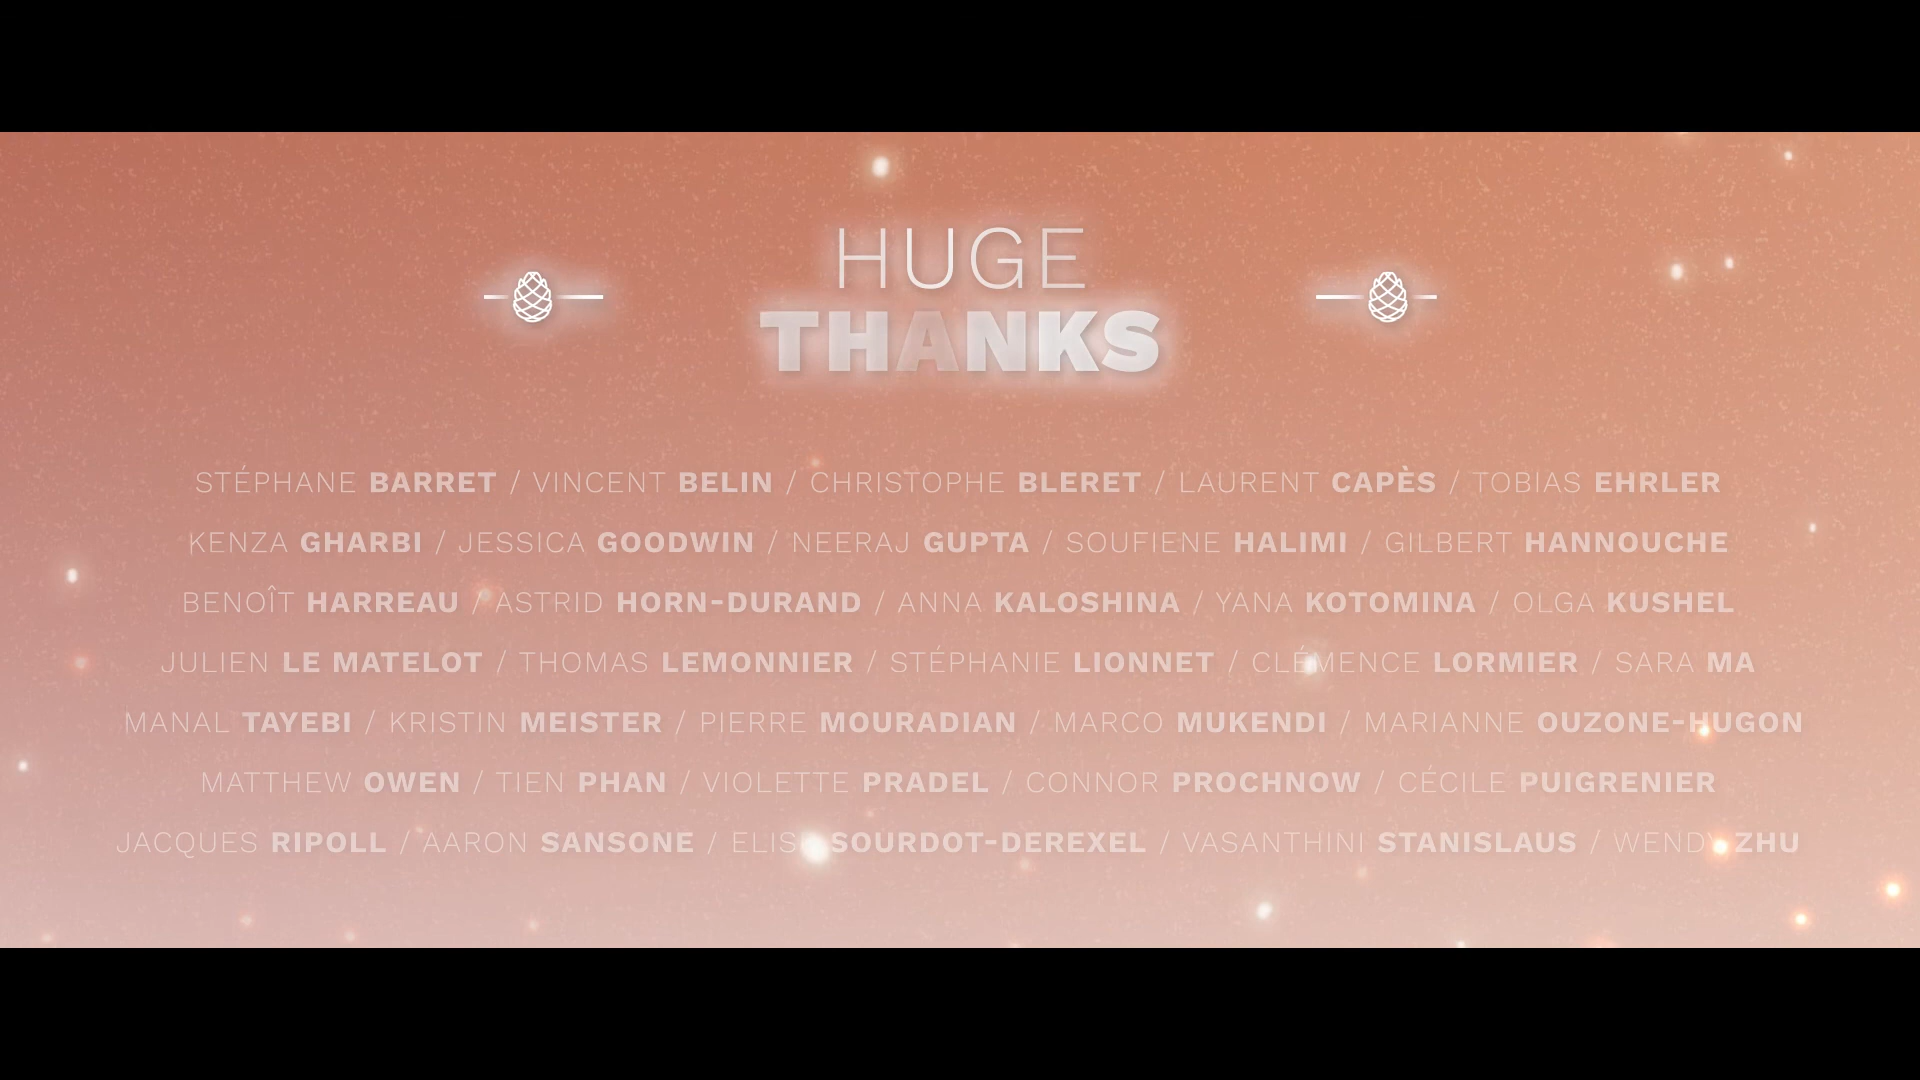 HUGE
THANKS
STÉPHANE BARRET / VINCENT BELIN / CHRISTOPHE BLERET / LAURENT CAPÈS / TOBIAS EHRLER
KENZA GHARBI / JESSICA GOODWIN / NEERAJ GUPTA / SOUFIENE HALIMI / GILBERT HANNOUCHE
BENOÎT HARREAU / ASTRID HORN-DURAND / ANNA KALOSHINA / YANA KOTOMINA / OLGA KUSHEL
JULIEN LE MATELOT / THOMAS LEMONNIER / STÉPHANIE LIONNET / CLÉMENCE LORMIER / SARA MA
MANAL TAYEBI / KRISTIN MEISTER / PIERRE MOURADIAN / MARCO MUKENDI / MARIANNE OUZONE-HUGON
MATTHEW OWEN / TIEN PHAN / VIOLETTE PRADEL / CONNOR PROCHNOW / CÉCILE PUIGRENIER
JACQUES RIPOLL / AARON SANSONE / ELISE SOURDOT-DEREXEL / VASANTHINI STANISLAUS / WENDY ZHU